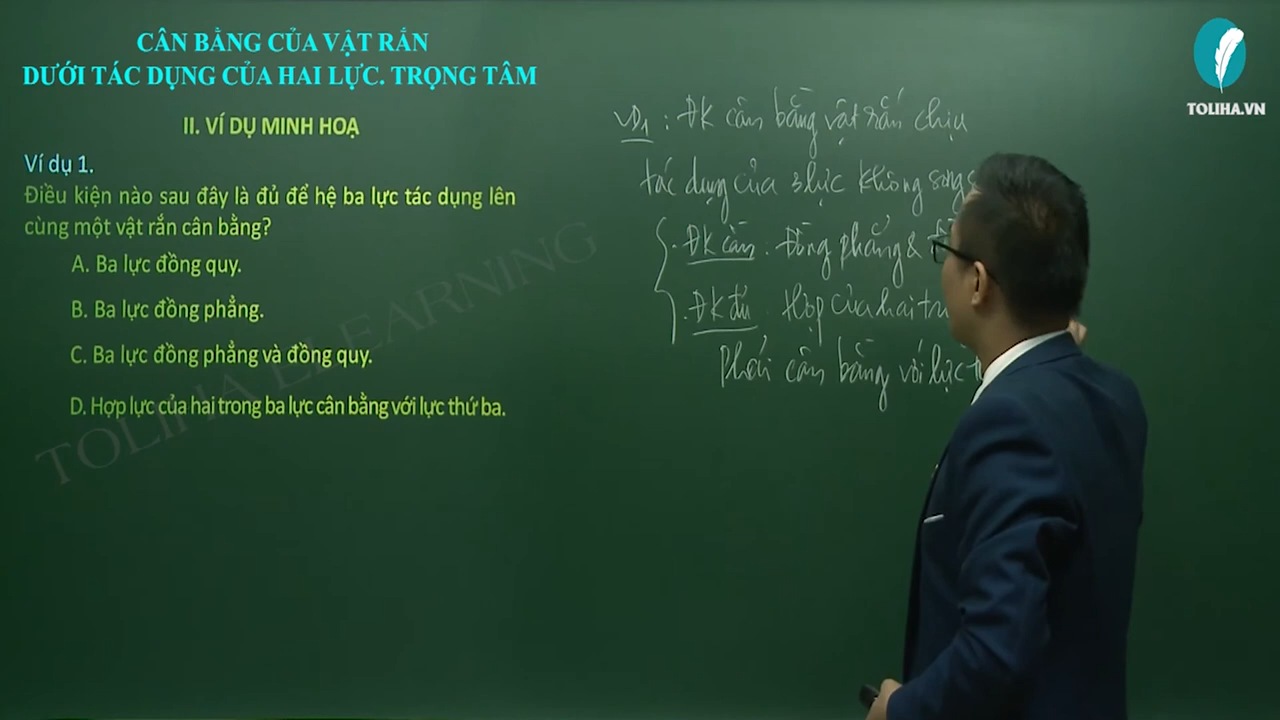 CÂN BẰNG CỦA VẬT RẮN
DƯỚI TÁC DỤNG CỦA HAI LỰC. TRỌNG TÂM
II. VÍ DỤ MINH HOẠ
Ví dụ 1.
Điều kiện nào sau đây là đủ để hệ ba lực tác dụng lên
cùng một vật rắn cân bằng?
A. Ba lực đồng quy.
B. Ba lực đồng phẳng.
C. Ba lực đồng phẳng và đồng quy.
D. Hợp lực của hai trong ba lực cân bằng với lực thứ ba.
TOLIHA.VN
TOLIHA ELEARNING
VD1: ĐK cân bằng vật rắn chịu
tác dụng của 3 lực không song
. ĐK cần: Đồng phẳng &
. ĐK đủ: Hợp của hai
Phải cân bằng với lực